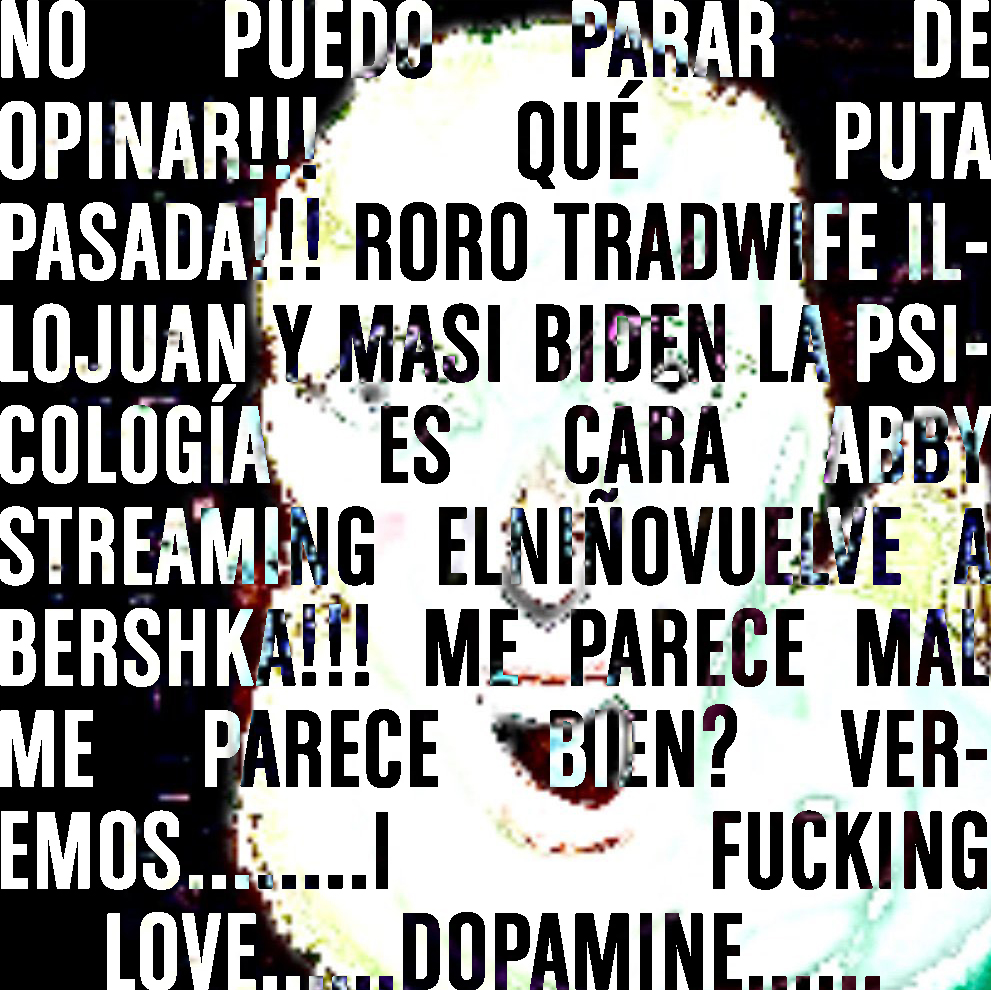 NO PUEDO PARAR DE
OPINAR!!! QUÉ PUTA
PASADA!!! RORO TRADWIFE IL-
LOJUAN Y MASI BIDEN LA PSI-
COLOGÍA ES CARA ABBY
STREAMING ELNIÑOVUELVE A
BERSHKA!!! ME PARECE MAL
ME PARECE BIEN? VER-
EMOS........I FUCKING
LOVE.......DOPAMINE.......